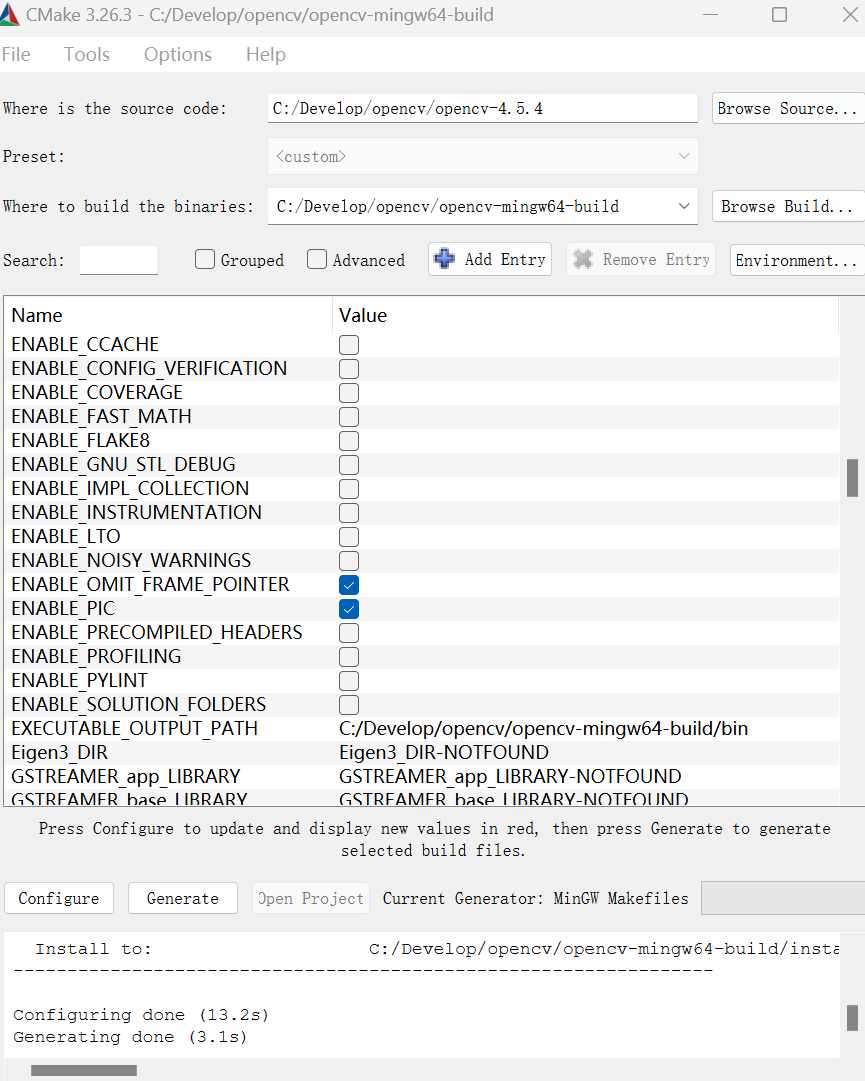 CMake 3.26.3 - C:/Develop/opencv/opencv-mingw64-build
File Tools Options Help
Where is the source code: C:/Develop/opencv/opencv-4.5.4 Browse Source...
Preset: <custom>
Where to build the binaries: C:/Develop/opencv/opencv-mingw64-build Browse Build...
Search: Grouped Advanced Add Entry Remove Entry Environment...
Name Value
ENABLE_CCACHE
ENABLE_CONFIG_VERIFICATION
ENABLE_COVERAGE
ENABLE_FAST_MATH
ENABLE_FLAKE8
ENABLE_GNU_STL_DEBUG
ENABLE_IMPL_COLLECTION
ENABLE_INSTRUMENTATION
ENABLE_LTO
ENABLE_NOISY_WARNINGS
ENABLE_OMIT_FRAME_POINTER
ENABLE_PIC
ENABLE_PRECOMPILED_HEADERS
ENABLE_PROFILING
ENABLE_PYLINT
ENABLE_SOLUTION_FOLDERS
EXECUTABLE_OUTPUT_PATH C:/Develop/opencv/opencv-mingw64-build/bin
Eigen3_DIR Eigen3_DIR-NOTFOUND
GSTREAMER_app_LIBRARY GSTREAMER_app_LIBRARY-NOTFOUND
GSTREAMER_base_LIBRARY GSTREAMER_base_LIBRARY-NOTFOUND
Press Configure to update and display new values in red, then press Generate to generate
selected build files.
Configure Generate Open Project Current Generator: MinGW Makefiles
Install to: C:/Develop/opencv/opencv-mingw64-build/insta
-----------------------------------------------------------------
Configuring done (13.2s)
Generating done (3.1s)